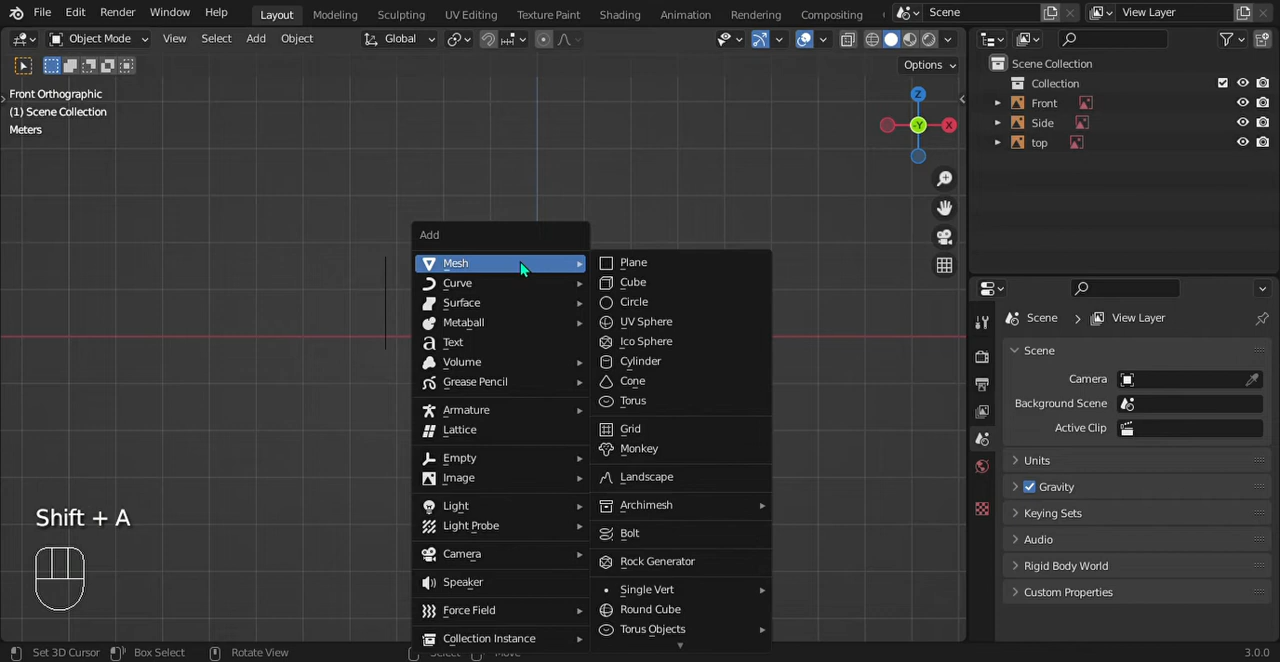 File Edit Render Window Help Layout Modeling Sculpting UV Editing Texture Paint Shading Animation Rendering Compositing Scene View Layer
Object Mode View Select Add Object Global
Options
Front Orthographic
(1) Scene Collection
Meters
Z
-Y
X
Add
Mesh
Curve
Surface
Metaball
Text
Volume
Grease Pencil
Armature
Lattice
Empty
Image
Light
Light Probe
Camera
Speaker
Force Field
Collection Instance
Plane
Cube
Circle
UV Sphere
Ico Sphere
Cylinder
Cone
Torus
Grid
Monkey
Landscape
Archimesh
Bolt
Rock Generator
Single Vert
Round Cube
Torus Objects
Shift + A
Scene Collection
Collection
Front
Side
top
Scene View Layer
Scene
Camera
Background Scene
Active Clip
Units
Gravity
Keying Sets
Audio
Rigid Body World
Custom Properties
Set 3D Cursor Box Select Rotate View Select Move 3.0.0